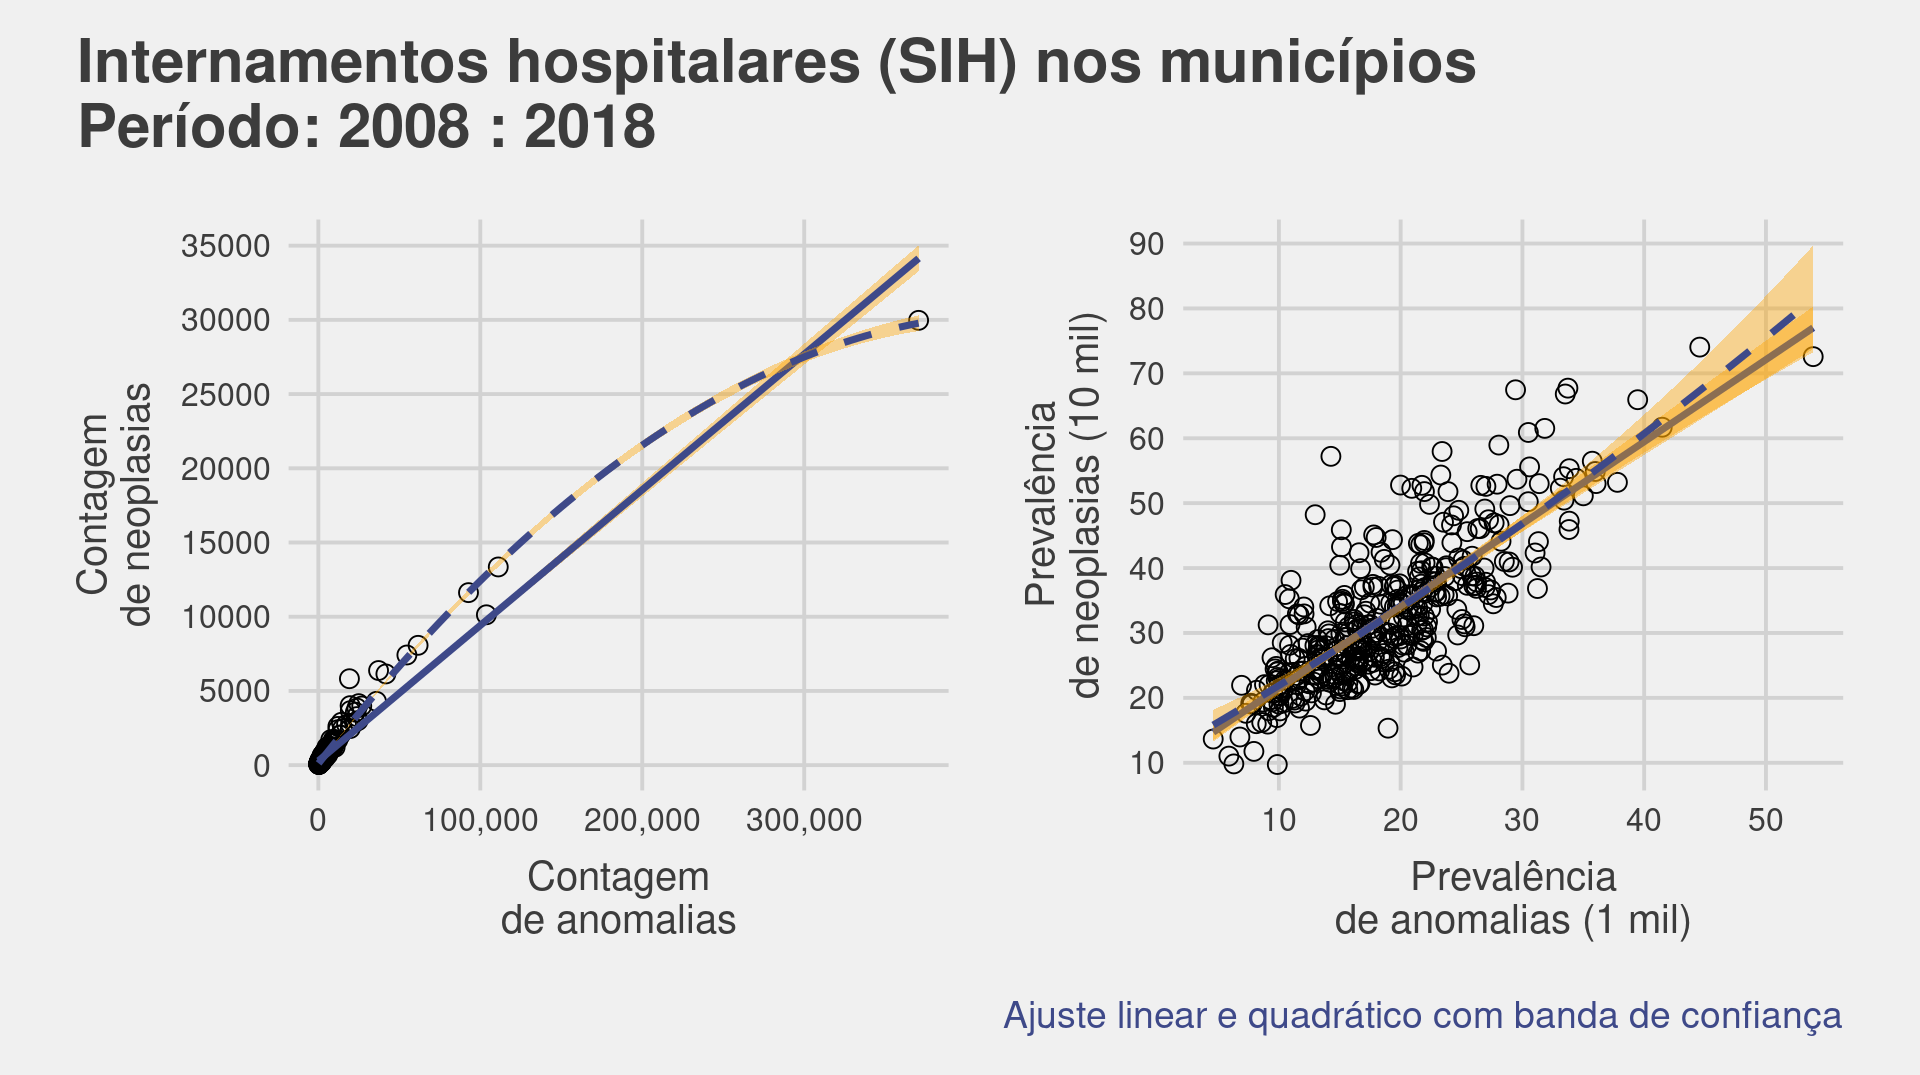 Internamentos hospitalares (SIH) nos municípios
Período: 2008 : 2018
Contagem
de neoplasias
35000
30000
25000
20000
15000
10000
5000
0
0
100,000
200,000
300,000
Contagem
de anomalias
Prevalência
de neoplasias (10 mil)
90
80
70
60
50
40
30
20
10
10
20
30
40
50
Prevalência
de anomalias (1 mil)
Ajuste linear e quadrático com banda de confiança